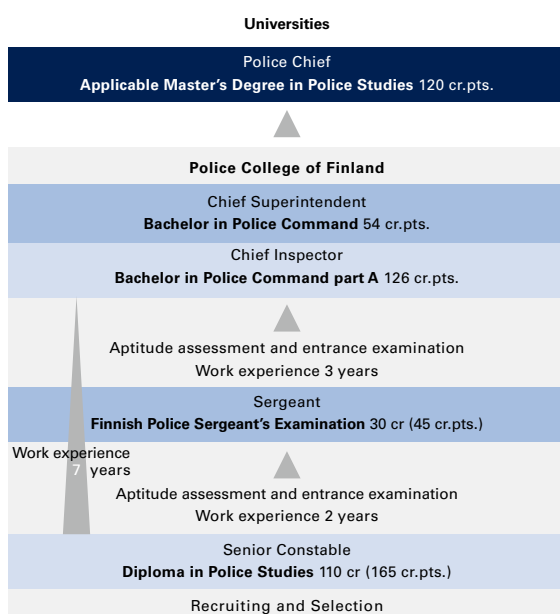 Universities
Police Chief
Applicable Master's Degree in Police Studies 120 cr.pts.
Police College of Finland
Chief Superintendent
Bachelor in Police Command 54 cr.pts.
Chief Inspector
Bachelor in Police Command part A 126 cr.pts.
Aptitude assessment and entrance examination
Work experience 3 years
Sergeant
Finnish Police Sergeant's Examination 30 cr (45 cr.pts.)
Work experience
7 years
Aptitude assessment and entrance examination
Work experience 2 years
Senior Constable
Diploma in Police Studies 110 cr (165 cr.pts.)
Recruiting and Selection